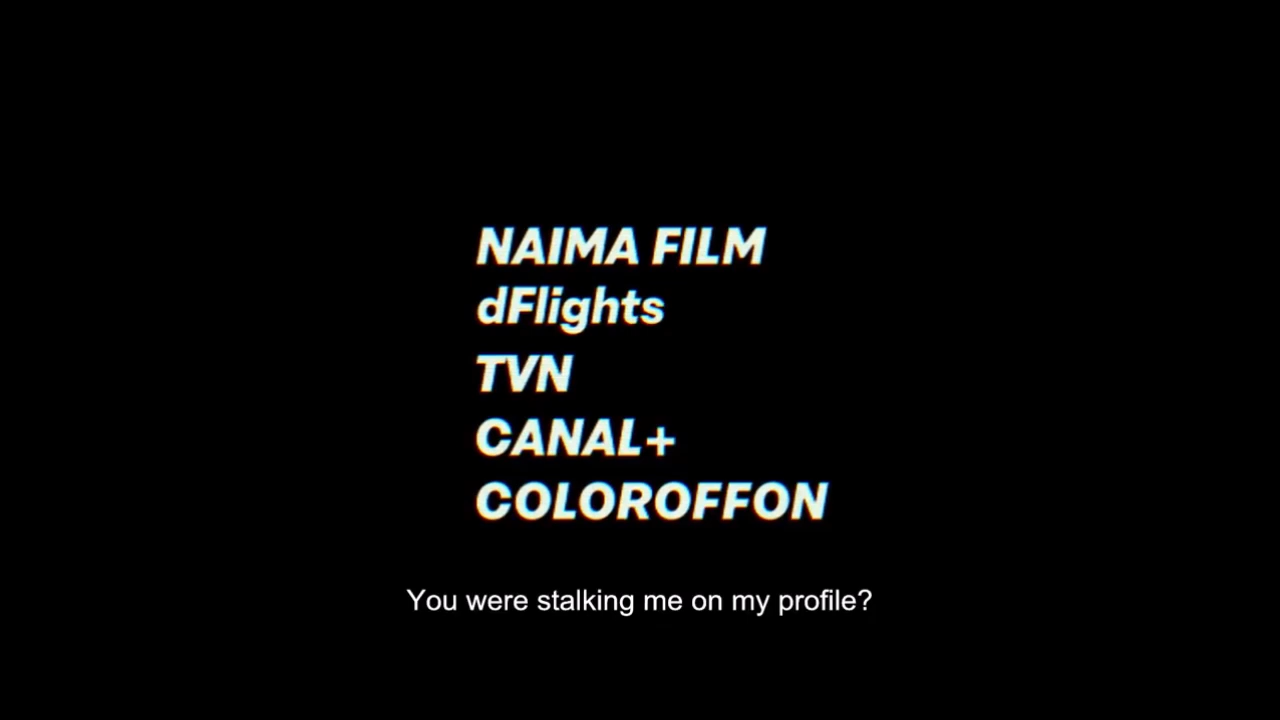 NAIMA FILM
dFlights
TVN
CANAL+
COLOROFFON
You were stalking me on my profile?